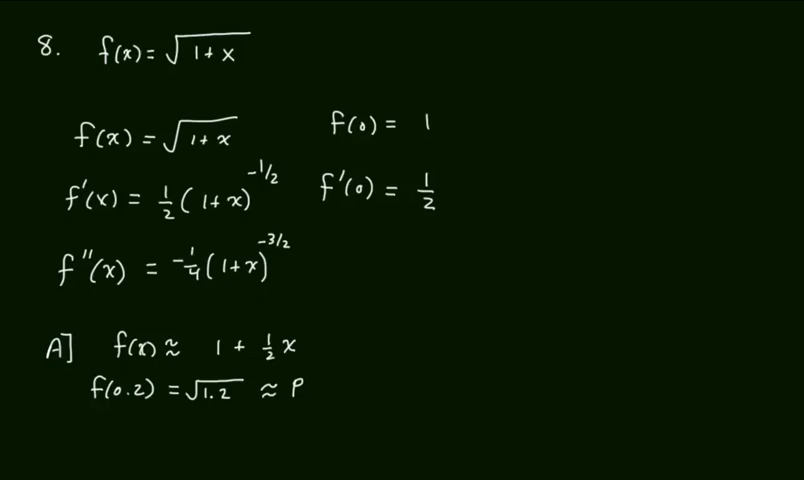 8. f(x) = √(1 + x)
f(x) = √(1 + x) f(0) = 1
f'(x) = 1/2 (1 + x)^(-1/2) f'(0) = 1/2
f''(x) = -1/4 (1 + x)^(-3/2)
A] f(x) ≈ 1 + 1/2 x
f(0.2) = √1.2 ≈ P